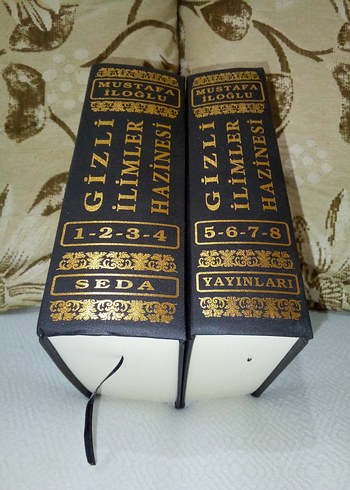 MUSTAFA
İLOĞLU
GİZLİ
İLİMLER
HAZİNESİ
1-2-3-4
SEDA
MUSTAFA
İLOĞLU
GİZLİ
İLİMLER
HAZİNESİ
5-6-7-8
YAYINLARI